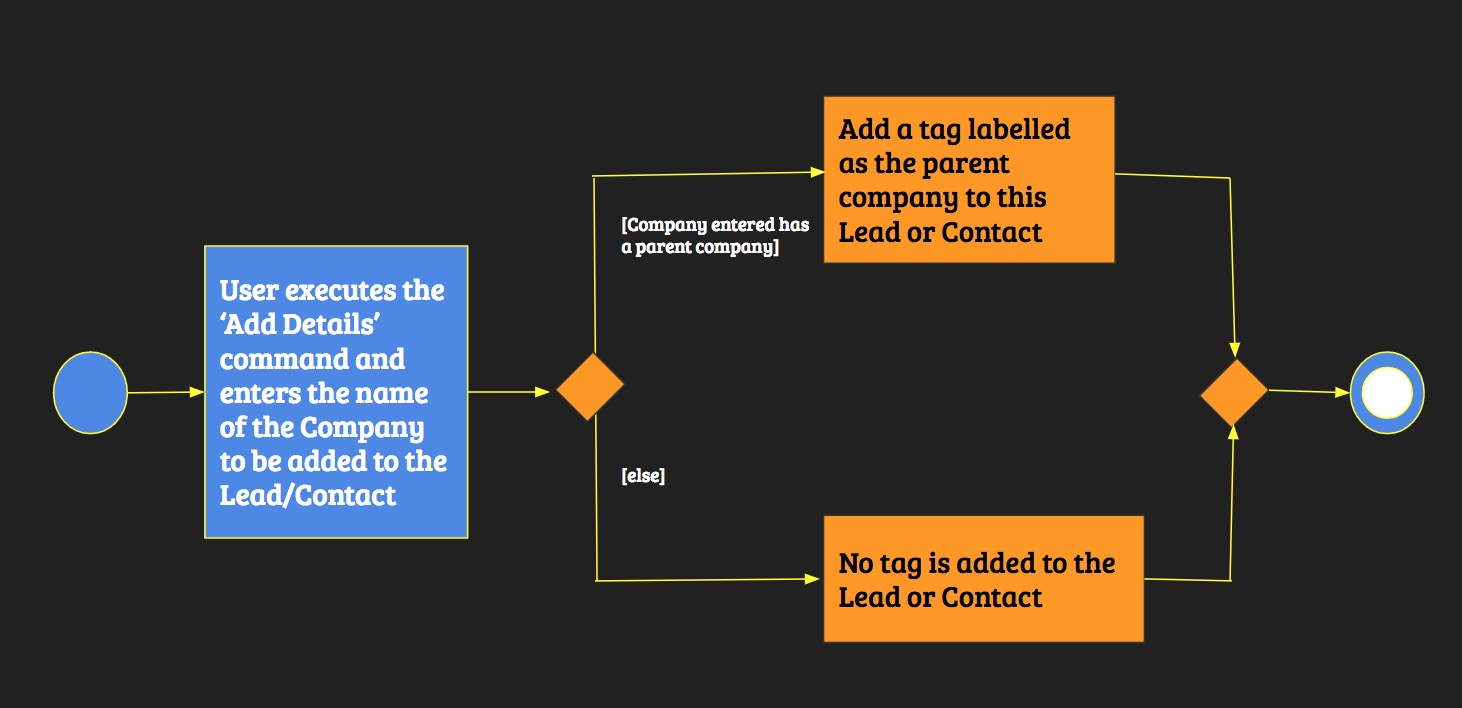 User executes the
‘Add Details’
command and
enters the name
of the Company
to be added to the
Lead/Contact
[Company entered has
a parent company]
Add a tag labelled
as the parent
company to this
Lead or Contact
[else]
No tag is added to the
Lead or Contact